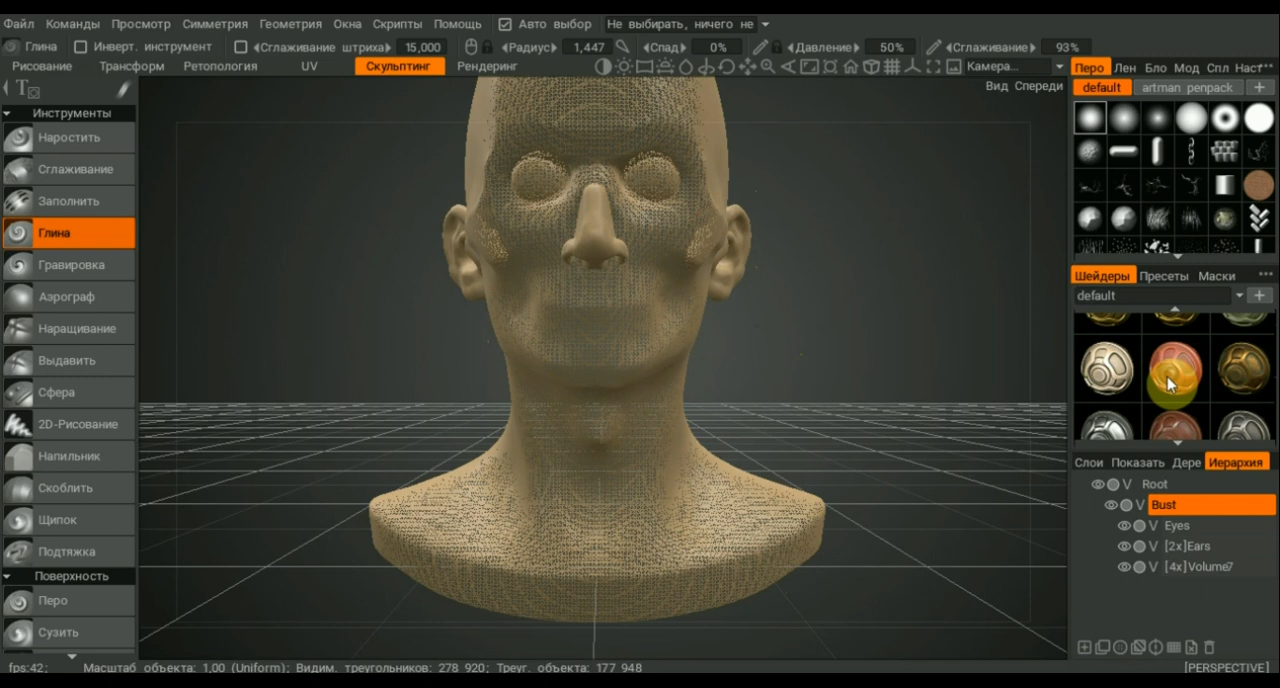 Файл Команды Просмотр Симметрия Геометрия Окна Скрипты Помощь Авто выбор Не выбирать, ничего не
Глина Инверт. инструмент Сглаживание штриха 15,000 Радиус 1,447 Спад 0% Давление 50% Сглаживание 93%
Рисование Трансформ Ретопология UV Скульптинг Рендеринг Камера...
Перо Лен Бло Мод Спл Наст
Вид Спереди
default artman penpack +
Инструменты
Наростить
Сглаживание
Заполнить
Глина
Гравировка
Аэрограф
Наращивание
Выдавить
Сфера
2D-Рисование
Напильник
Скоблить
Щипок
Подтяжка
Поверхность
Перо
Сузить
Шейдеры Пресеты Маски
default +
Слои Показать Дере Иерархия
V Root
V Bust
V Eyes
V [2x]Ears
V [4x]Volume7
fps:42; Масштаб объекта: 1,00 (Uniform); Видим. треугольников: 278 920; Треуг. объекта: 177 948 [PERSPECTIVE]